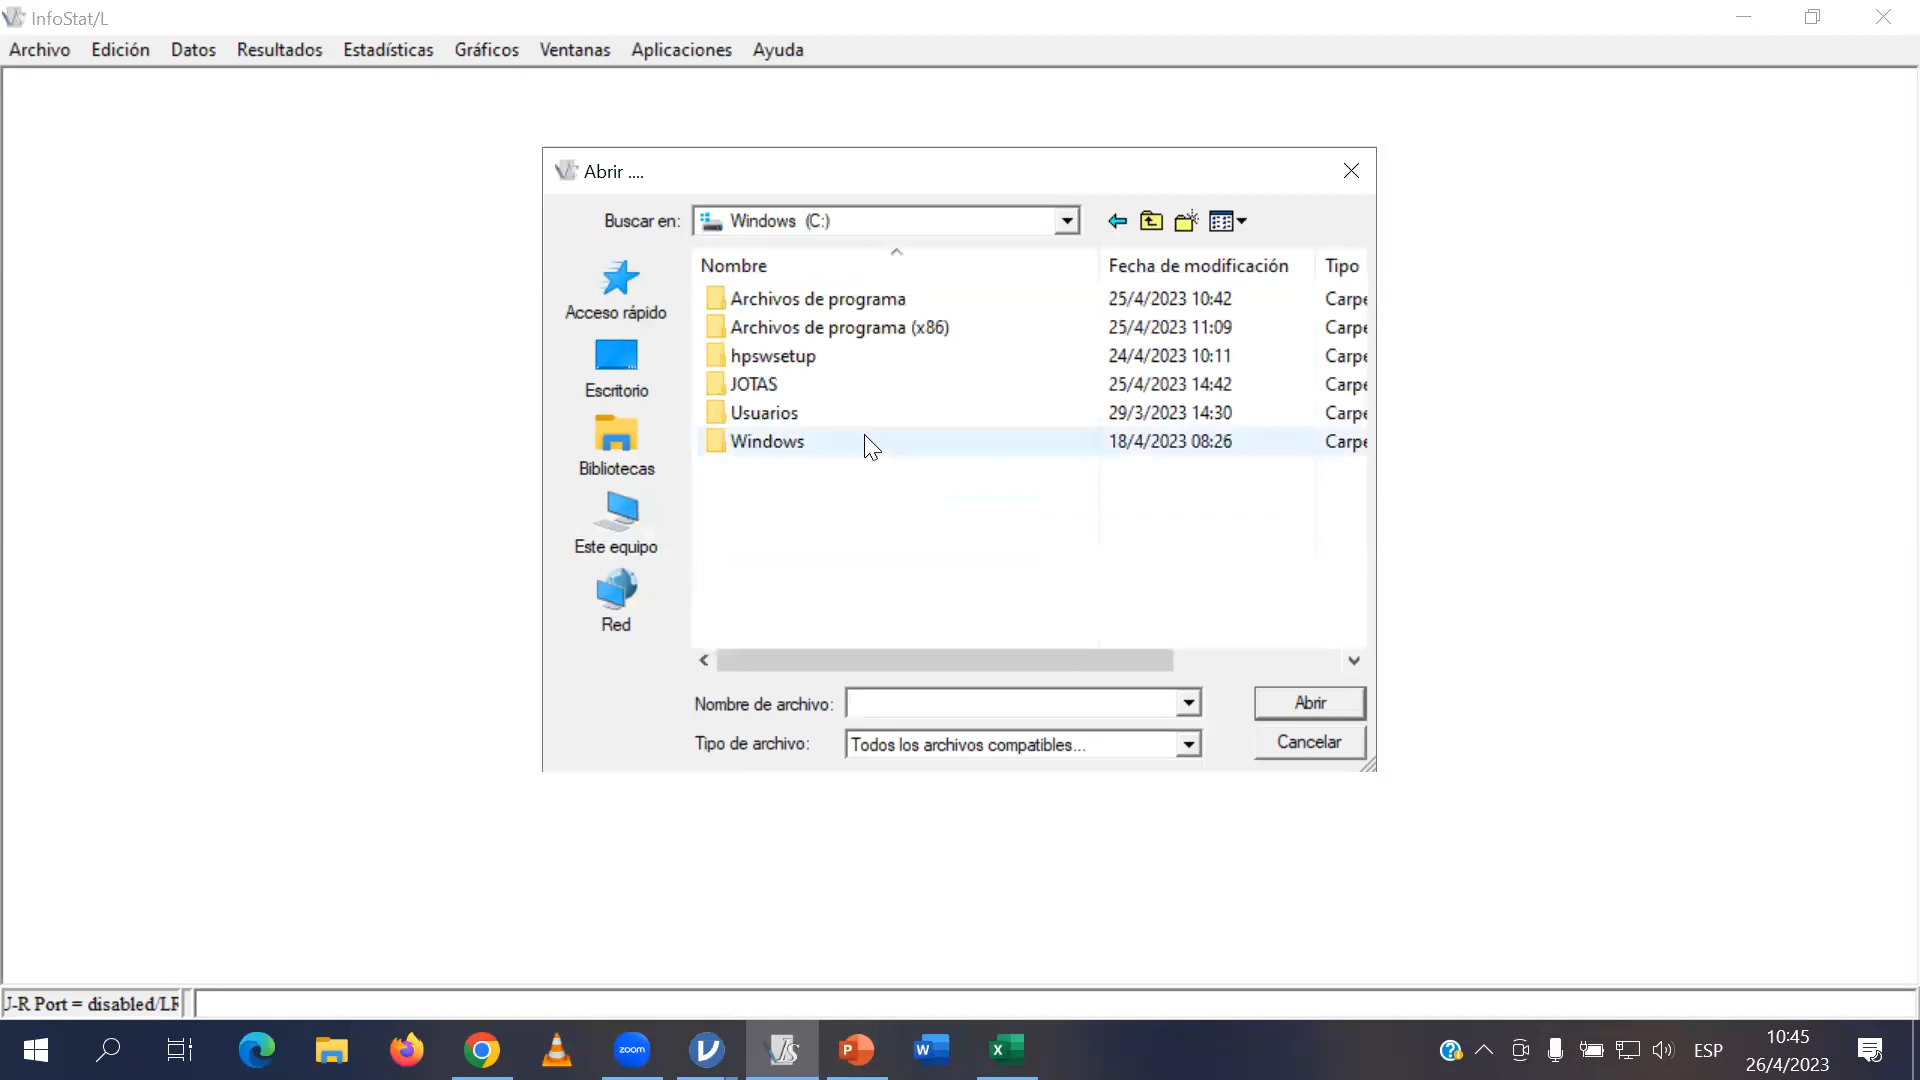 InfoStat/L
Archivo Edición Datos Resultados Estadísticas Gráficos Ventanas Aplicaciones Ayuda
Abrir ....
Buscar en: Windows (C:)
Nombre Fecha de modificación Tipo
Archivos de programa 25/4/2023 10:42 Carpe
Archivos de programa (x86) 25/4/2023 11:09 Carpe
hpswsetup 24/4/2023 10:11 Carpe
JOTAS 25/4/2023 14:42 Carpe
Usuarios 29/3/2023 14:30 Carpe
Windows 18/4/2023 08:26 Carpe
Acceso rápido
Escritorio
Bibliotecas
Este equipo
Red
Nombre de archivo: Abrir
Tipo de archivo: Todos los archivos compatibles... Cancelar
J-R Port = disabled/LF
zoom
ESP
10:45
26/4/2023